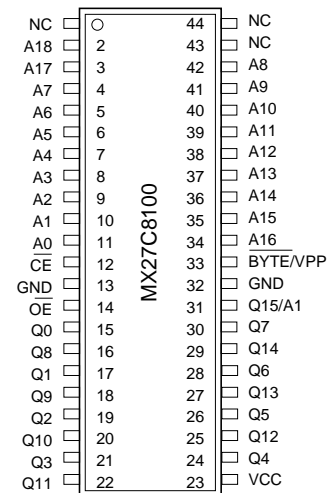 NC 44 NC
A18 2 43 NC
A17 3 42 A8
A7 4 41 A9
A6 5 40 A10
A5 6 39 A11
A4 7 38 A12
A3 8 37 A13
A2 9 36 A14
A1 10 35 A15
A0 11 34 A16
CE 12 33 BYTE/VPP
GND 13 32 GND
OE 14 31 Q15/A1
Q0 15 30 Q7
Q8 16 29 Q14
Q1 17 28 Q6
Q9 18 27 Q13
Q2 19 26 Q5
Q10 20 25 Q12
Q3 21 24 Q4
Q11 22 23 VCC
MX27C8100